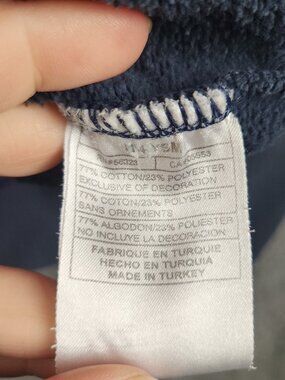 77% COTTON/23% POLYESTER
EXCLUSIVE OF DECORATION
77% COTON/23% POLYESTER
SANS ORNEMENTS
77% ALGODON/23% POLIESTER
NO INCLUYE LA DECORACION
FABRIQUE EN TURQUIE
HECHO EN TURQUIA
MADE IN TURKEY